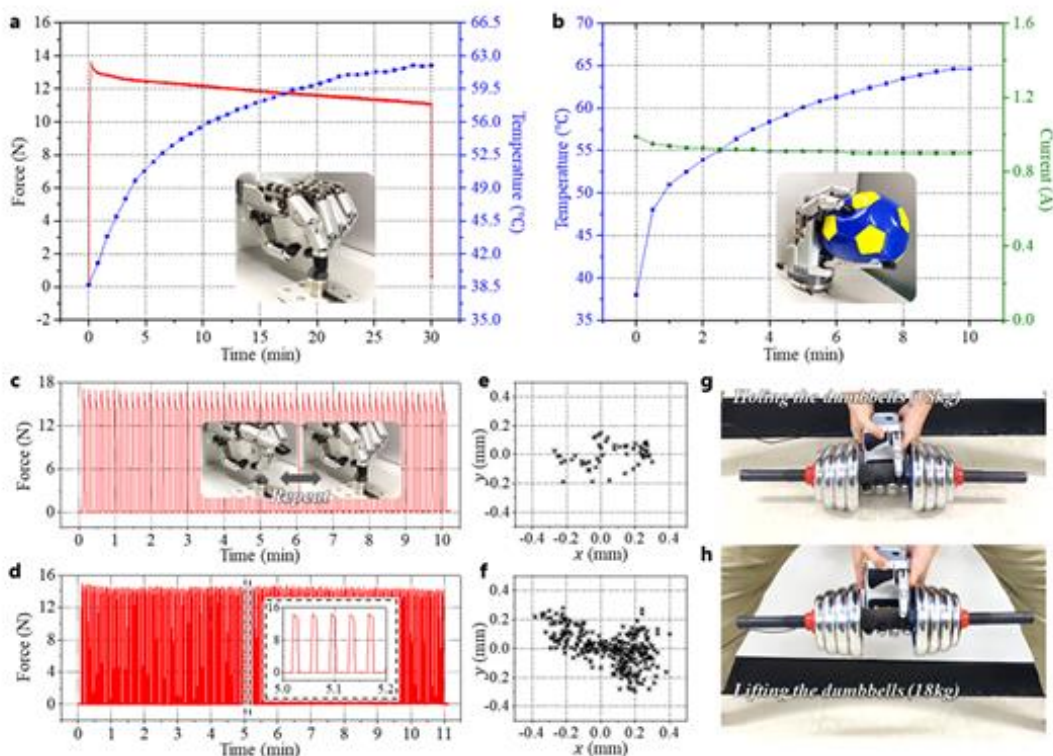 a
16
14
12
10
8
6
4
2
0
-2
Force (N)
66.5
63.0
59.5
56.0
52.5
49.0
45.5
42.0
38.5
35.0
Temperature (°C)
0 5 10 15 20 25 30
Time (min)
b
70
65
60
55
50
45
40
35
Temperature (°C)
1.6
1.2
0.8
0.4
0.0
Current (A)
0 2 4 6 8 10
Time (min)
c
18
12
6
0
Force (N)
Repeat
0 1 2 3 4 5 6 7 8 9 10
Time (min)
e
0.4
0.2
0.0
-0.2
-0.4
y (mm)
-0.4 -0.2 0.0 0.2 0.4
x (mm)
g
Holing the dumbbells (18kg)
d
16
12
8
4
0
Force (N)
16
8
0
5.0 5.1 5.2
0 1 2 3 4 5 6 7 8 9 10 11
Time (min)
f
0.4
0.2
0.0
-0.2
-0.4
y (mm)
-0.4 -0.2 0.0 0.2 0.4
x (mm)
h
Lifting the dumbbells (18kg)